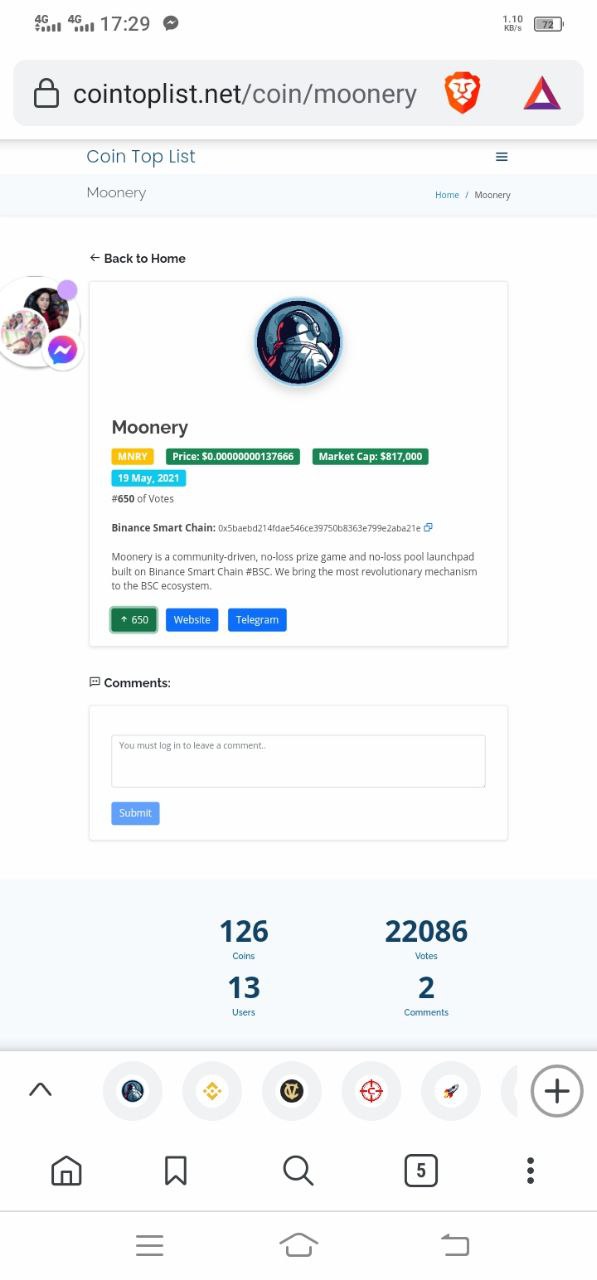 4G 4G 17:29 1.10 KB/s 72
cointoplist.net/coin/moonery
Coin Top List
Moonery Home / Moonery
← Back to Home
Moonery
MNRY Price: $0.00000000137666 Market Cap: $817,000
19 May, 2021
#650 of Votes
Binance Smart Chain: 0x5baebd214fdae546ce39750b8363e799e2aba21e
Moonery is a community-driven, no-loss prize game and no-loss pool launchpad
built on Binance Smart Chain #BSC. We bring the most revolutionary mechanism
to the BSC ecosystem.
↑ 650 Website Telegram
Comments:
You must log in to leave a comment..
Submit
126 22086
Coins Votes
13 2
Users Comments
5